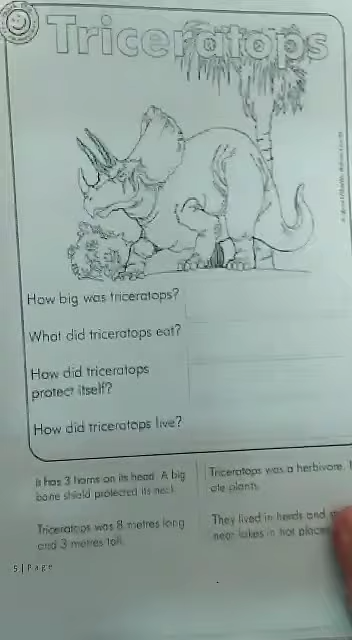 Triceratops
How big was triceratops?
What did triceratops eat?
How did triceratops
protect itself?
How did triceratops live?
It has 3 horns on its head. A big
bone shield protected its neck.
Triceratops was a herbivore.
ate plants.
Triceratops was 8 metres long
and 3 metres tall.
They lived in herds and
near lakes in hot places
5 | Page